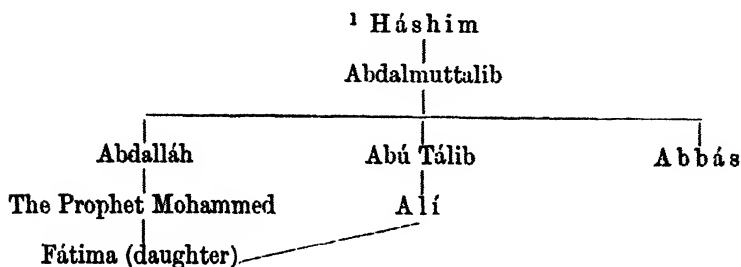 ¹ Háshim
Abdalmuttalib
Abdalláh Abú Tálib Abbás
The Prophet Mohammed Alí
Fátima (daughter)